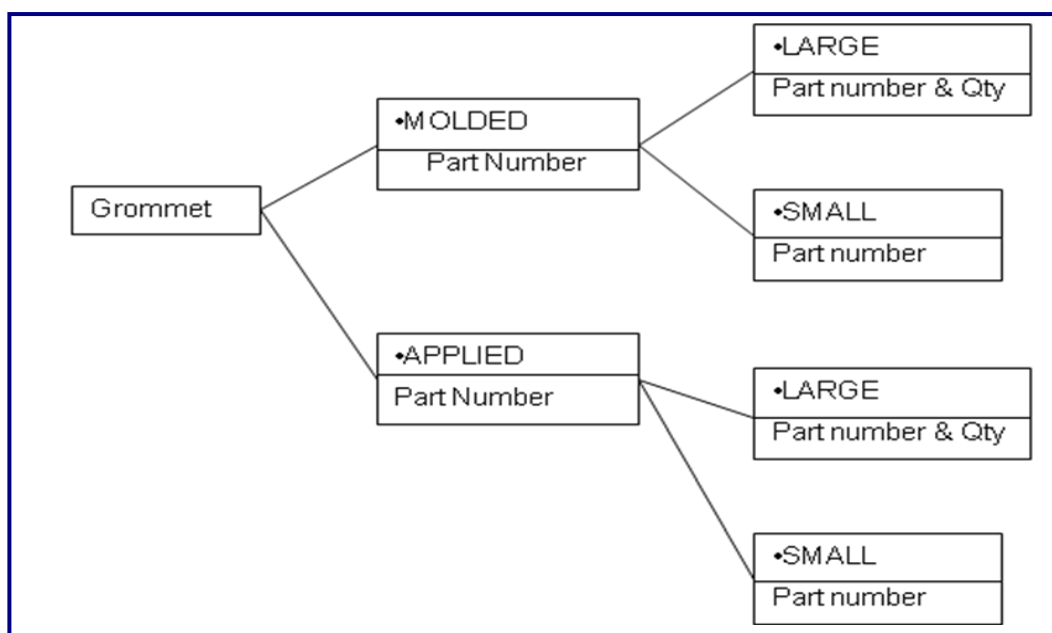 Grommet
•MOLDED
Part Number
•APPLIED
Part Number
•LARGE
Part number & Qty
•SMALL
Part number
•LARGE
Part number & Qty
•SMALL
Part number